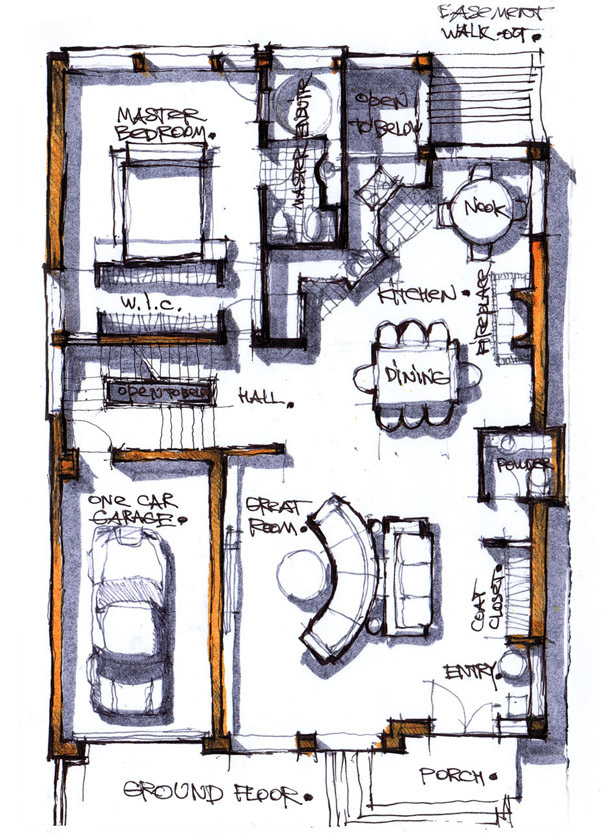 EASEMENT
WALK-OUT.
MASTER
BEDROOM.
MASTER ENSUITE
OPEN
TO BELOW
NOOK
W.I.C.
KITCHEN.
FIREPLACE
DINING
OPEN TO BELOW
HALL.
POWDER
ONE CAR
GARAGE.
GREAT
ROOM.
COAT
CLOSET.
ENTRY.
PORCH.
GROUND FLOOR.